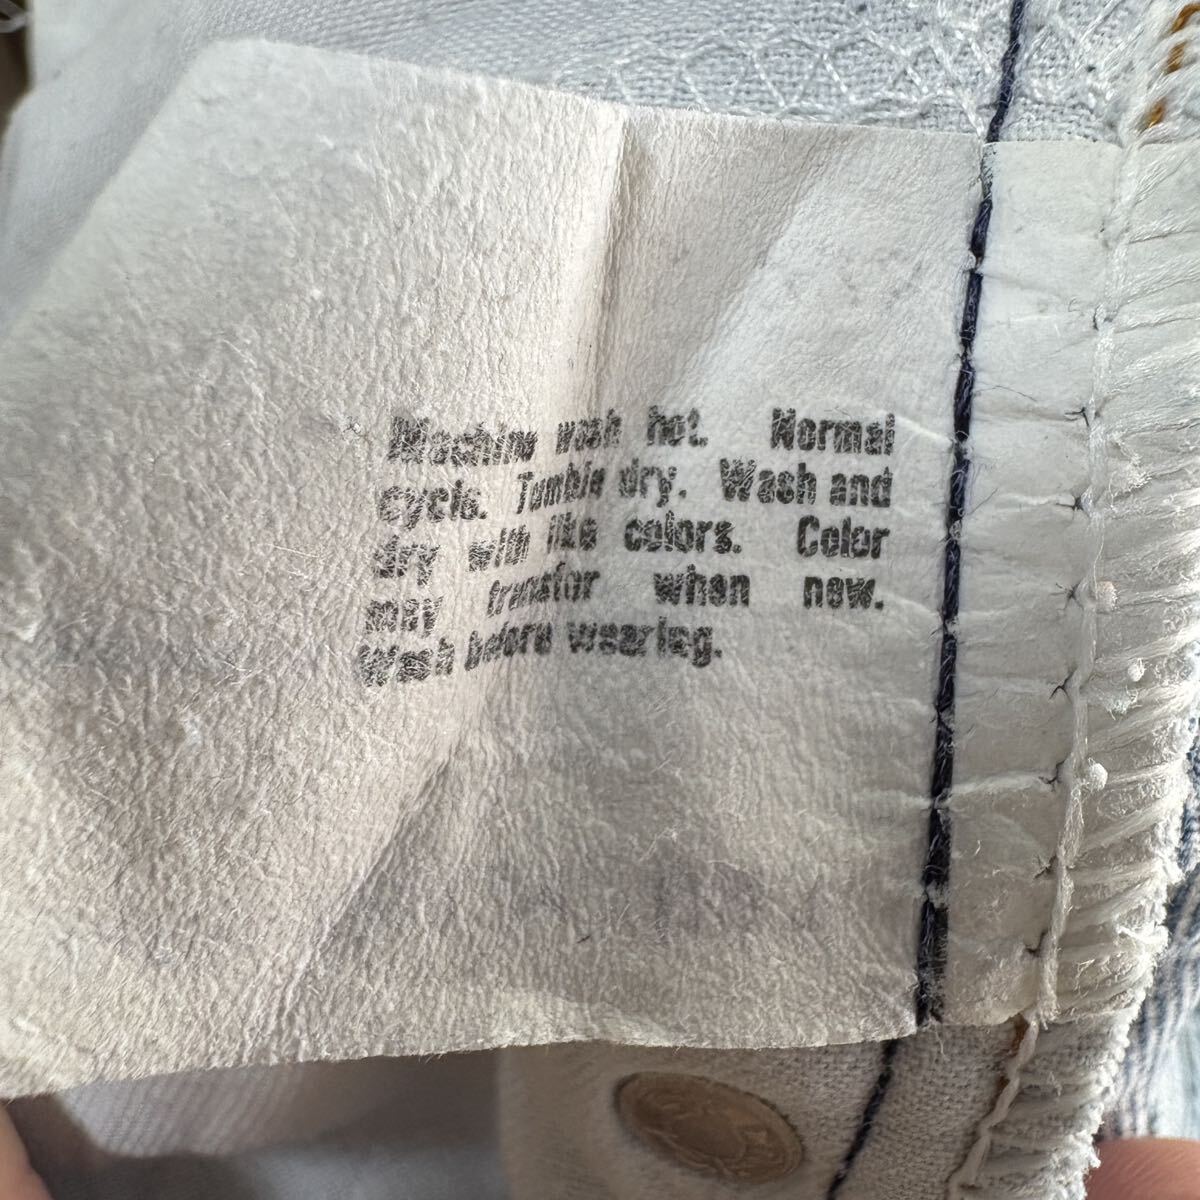 Machine wash hot. Normal
cycle. Tumble dry. Wash and
dry with like colors. Color
may transfer when new.
Wash before wearing.